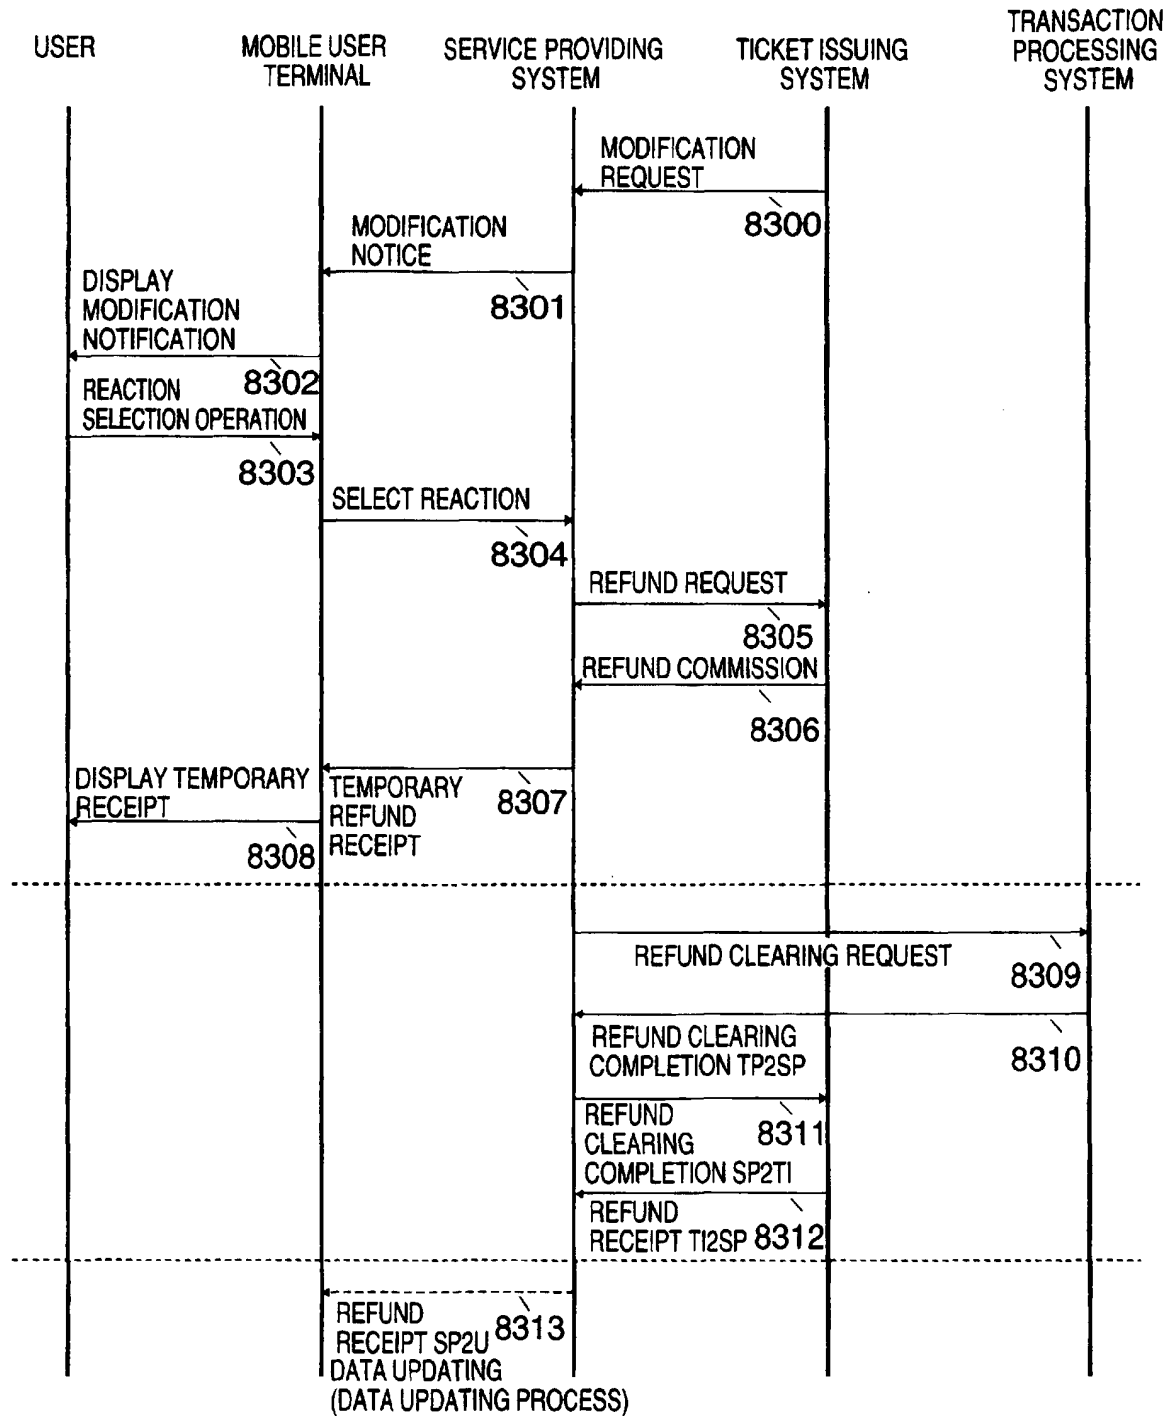 USER
MOBILE USER
TERMINAL
SERVICE PROVIDING
SYSTEM
TICKET ISSUING
SYSTEM
TRANSACTION
PROCESSING
SYSTEM
MODIFICATION
REQUEST
8300
MODIFICATION
NOTICE
8301
DISPLAY
MODIFICATION
NOTIFICATION
8302
REACTION
SELECTION OPERATION
8303
SELECT REACTION
8304
REFUND REQUEST
8305
REFUND COMMISSION
8306
TEMPORARY
REFUND
RECEIPT
8307
DISPLAY TEMPORARY
RECEIPT
8308
REFUND CLEARING REQUEST
8309
REFUND CLEARING
COMPLETION TP2SP
8310
REFUND
CLEARING
COMPLETION SP2TI
8311
REFUND
RECEIPT TI2SP
8312
REFUND
RECEIPT SP2U
8313
DATA UPDATING
(DATA UPDATING PROCESS)